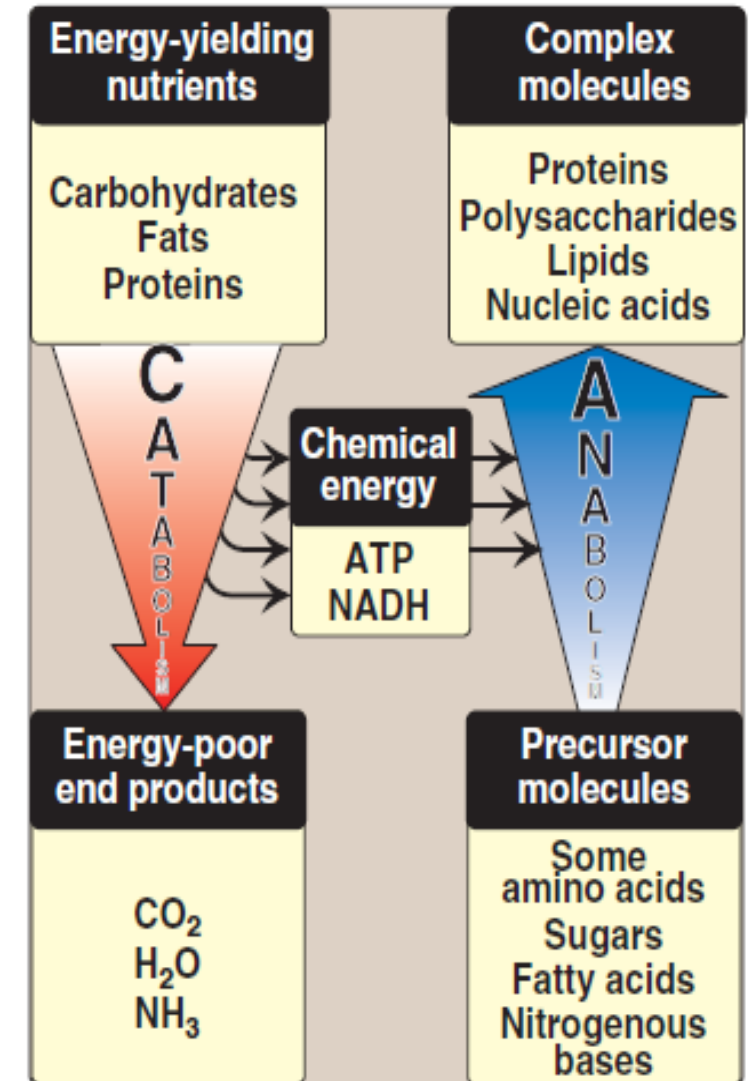 Energy-yielding
nutrients
Carbohydrates
Fats
Proteins
Complex
molecules
Proteins
Polysaccharides
Lipids
Nucleic acids
CATABOLISM
Chemical
energy
ATP
NADH
ANABOLISM
Energy-poor
end products
CO₂
H₂O
NH₃
Precursor
molecules
Some
amino acids
Sugars
Fatty acids
Nitrogenous
bases